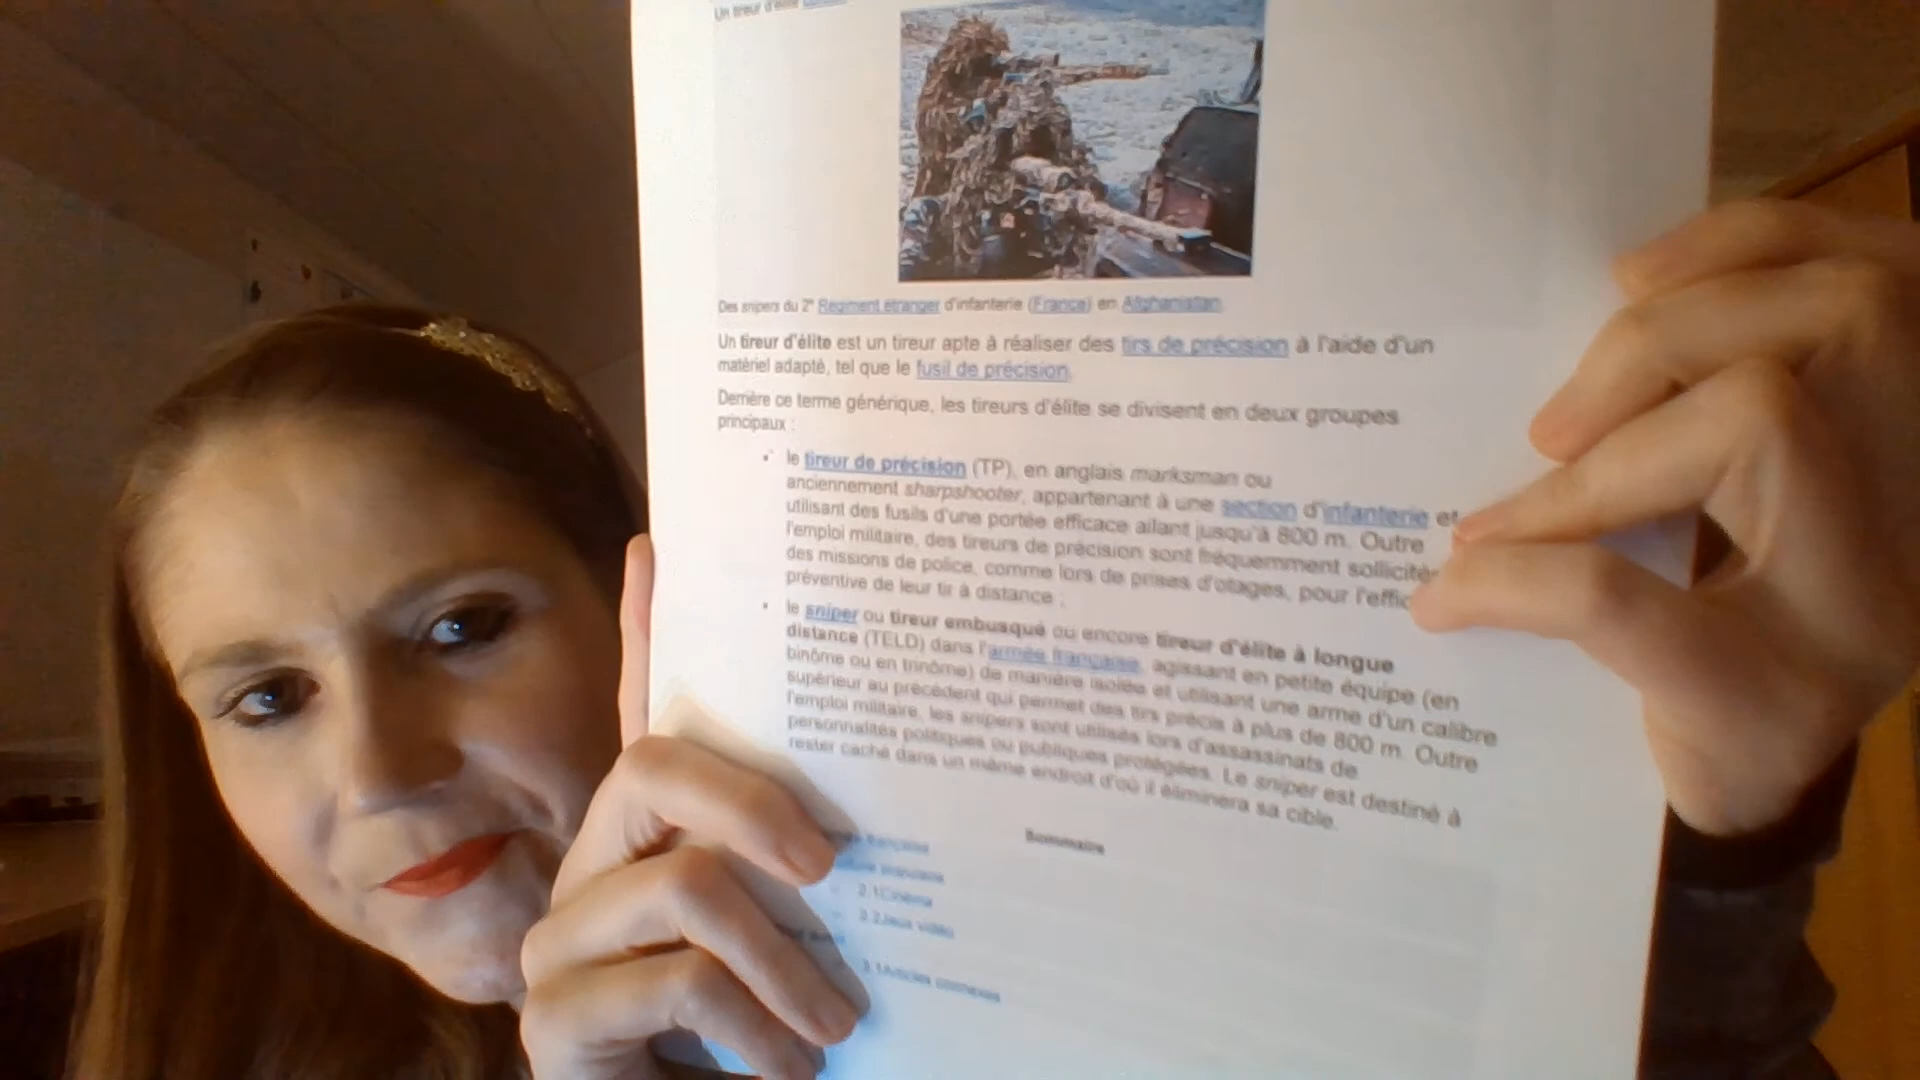 Un tireur d'élite
Des snipers du 2e Régiment étranger d'infanterie (France) en Afghanistan.
Un tireur d'élite est un tireur apte à réaliser des tirs de précision à l'aide d'un
matériel adapté, tel que le fusil de précision.
Derrière ce terme générique, les tireurs d'élite se divisent en deux groupes
principaux :
• le tireur de précision (TP), en anglais marksman ou
anciennement sharpshooter, appartenant à une section d'infanterie et
utilisant des fusils d'une portée efficace allant jusqu'à 800 m. Outre
l'emploi militaire, des tireurs de précision sont fréquemment sollicités
des missions de police, comme lors de prises d'otages, pour l'effic
préventive de leur tir à distance ;
• le sniper ou tireur embusqué ou encore tireur d'élite à longue
distance (TELD) dans l'armée française, agissant en petite équipe (en
binôme ou en trinôme) de manière isolée et utilisant une arme d'un calibre
supérieur au précédent qui permet des tirs précis à plus de 800 m. Outre
l'emploi militaire, les snipers sont utilisés lors d'assassinats de
personnalités politiques ou publiques protégées. Le sniper est destiné à
rester caché dans un même endroit d'où il éliminera sa cible.
Sommaire
française
populaire
2.1Cinéma
2.2Jeux vidéo
3.1Articles connexes